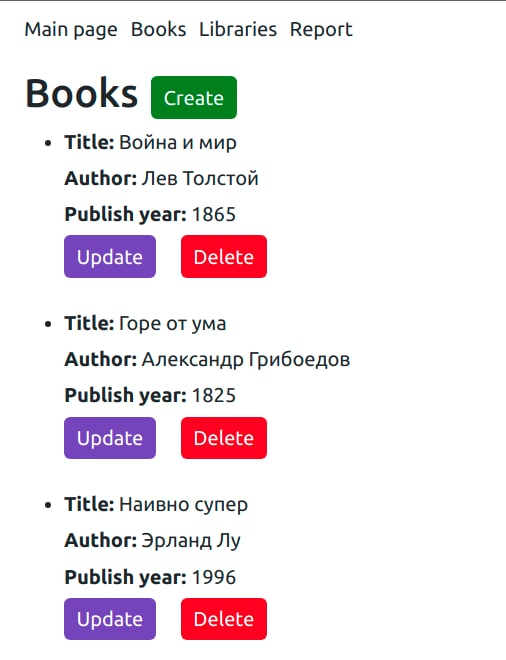 Main page Books Libraries Report
Books Create
Title: Война и мир
Author: Лев Толстой
Publish year: 1865
Update Delete
Title: Горе от ума
Author: Александр Грибоедов
Publish year: 1825
Update Delete
Title: Наивно супер
Author: Эрланд Лу
Publish year: 1996
Update Delete